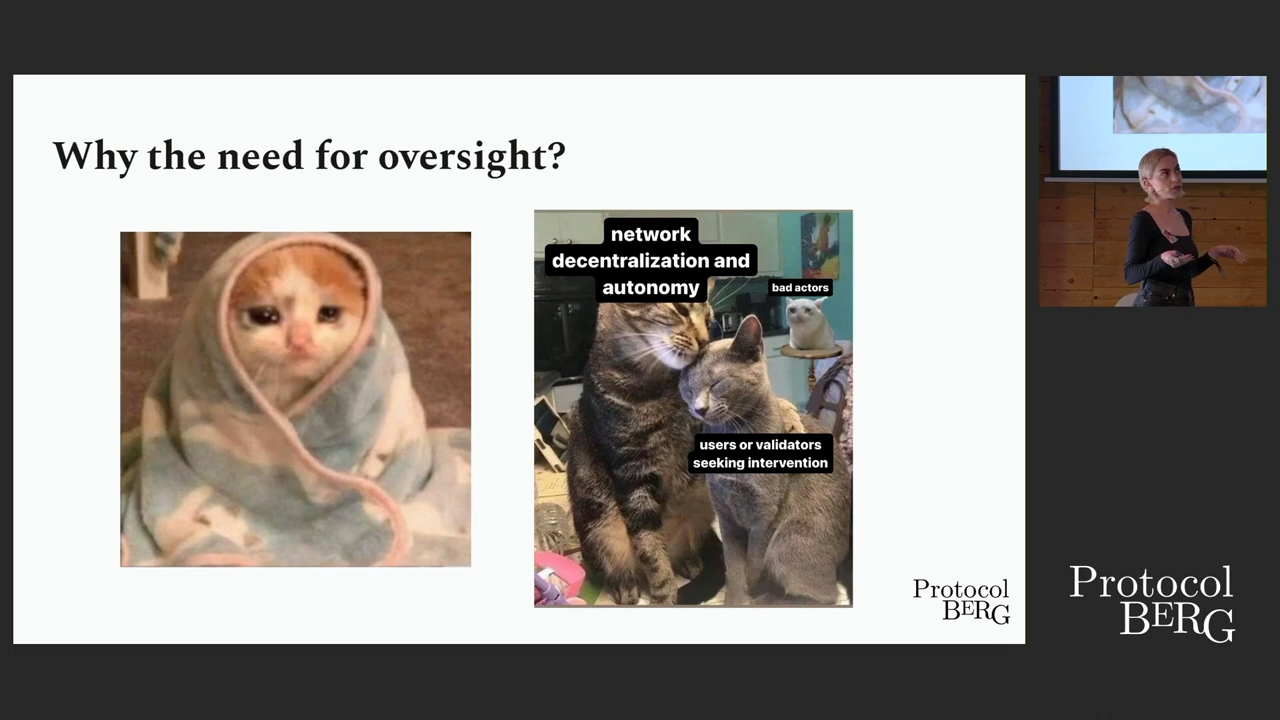 Why the need for oversight?
network
decentralization and
autonomy
bad actors
users or validators
seeking intervention
Protocol
BERG
Protocol
BERG